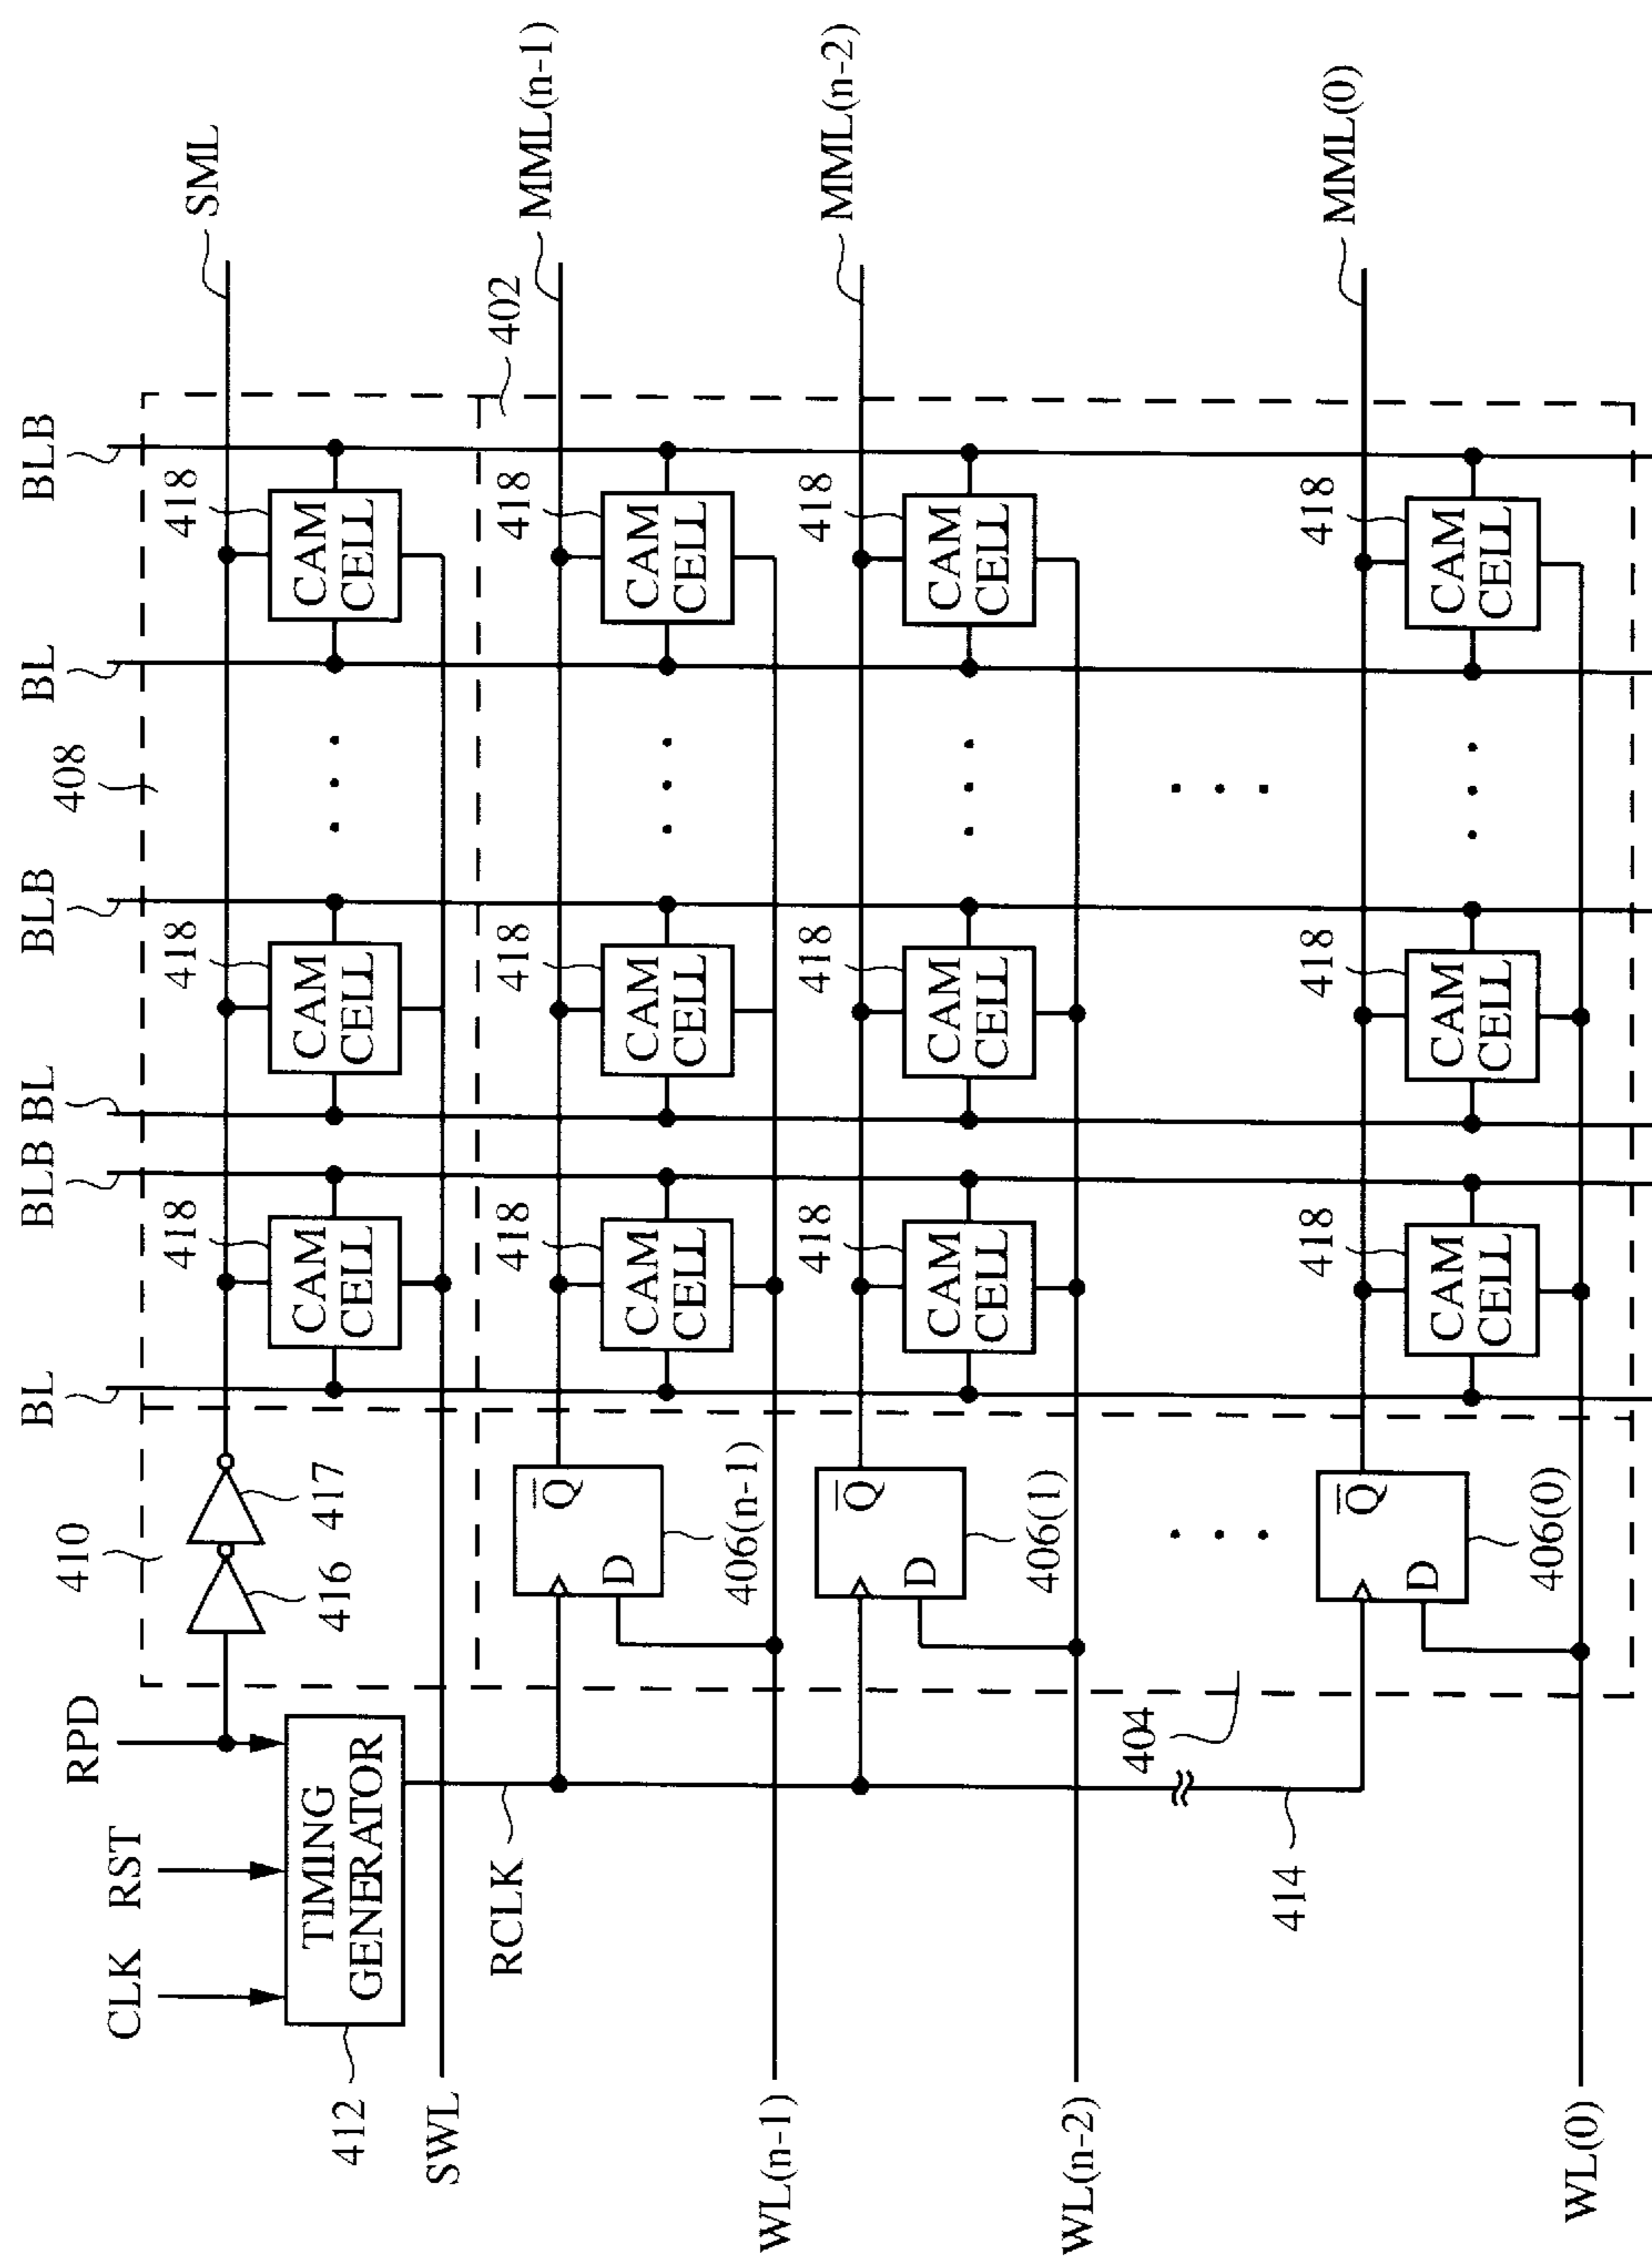 BL
BLB BL
BLB
BL
BLB
408
410
CLK
RST
RPD
416
417
418
418
418
SML
TIMING
GENERATOR
412
CAM
CELL
CAM
CELL
CAM
CELL
SWL
402
RCLK
Q
D
406(n-1)
418
418
418
MML(n-1)
CAM
CELL
CAM
CELL
CAM
CELL
WL(n-1)
Q
D
406(1)
418
418
418
MML(n-2)
CAM
CELL
CAM
CELL
CAM
CELL
WL(n-2)
404
414
Q
D
406(0)
418
418
418
MML(0)
CAM
CELL
CAM
CELL
CAM
CELL
WL(0)